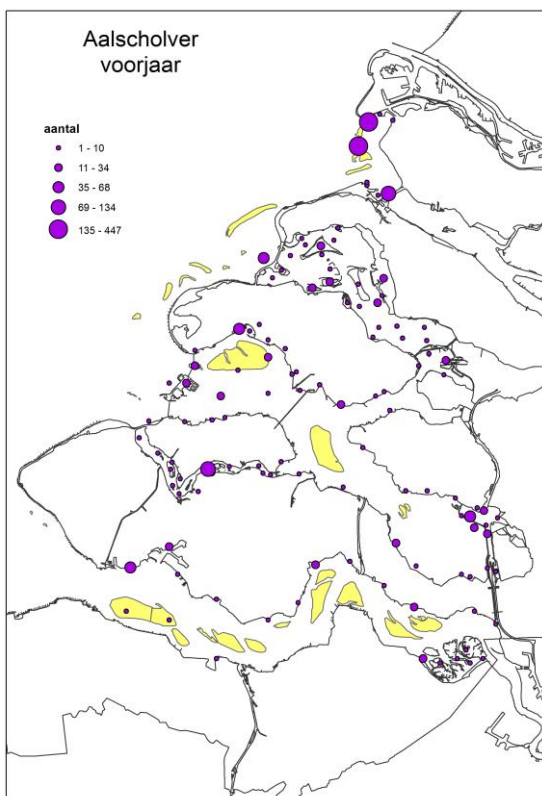 Aalscholver
voorjaar
aantal
1 - 10
11 - 34
35 - 68
69 - 134
135 - 447